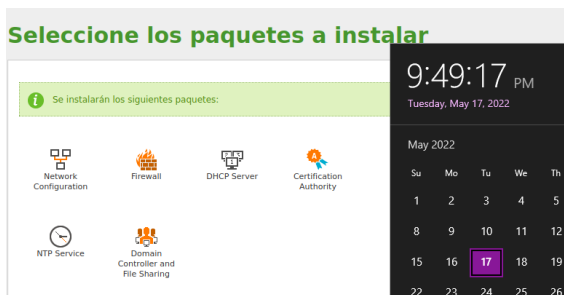 Seleccione los paquetes a instalar
Se instalarán los siguientes paquetes:
Network
Configuration
Firewall
DHCP Server
Certification
Authority
NTP Service
Domain
Controller and
File Sharing
9:49:17 PM
Tuesday, May 17, 2022
May 2022
Su Mo Tu We Th
1 2 3 4 5
8 9 10 11 12
15 16 17 18 19
22 23 24 25 26